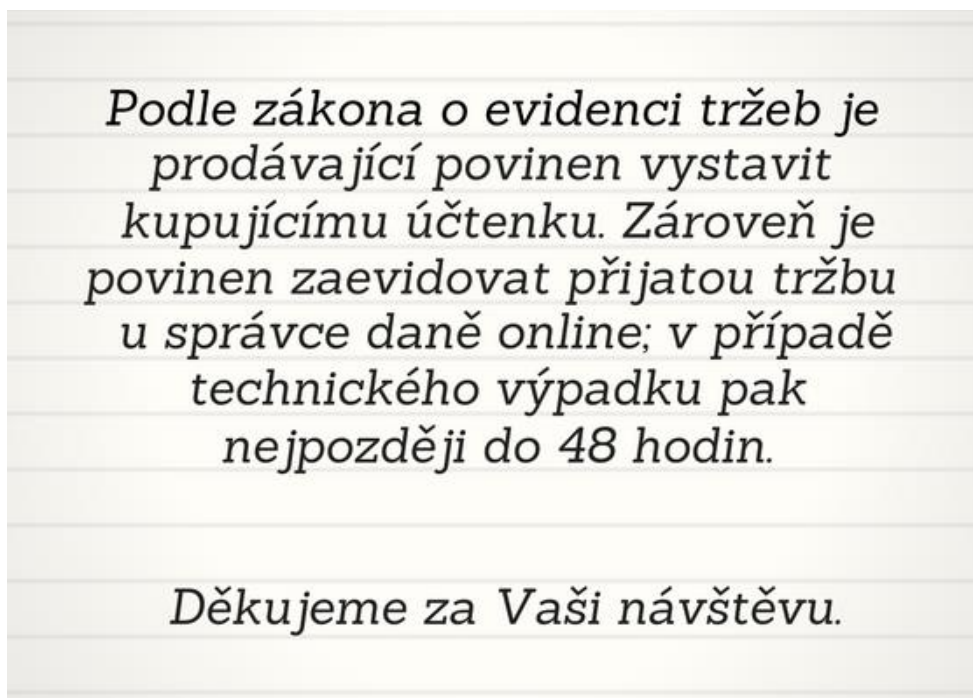 Podle zákona o evidenci tržeb je
prodávající povinen vystavit
kupujícímu účtenku. Zároveň je
povinen zaevidovat přijatou tržbu
u správce daně online; v případě
technického výpadku pak
nejpozději do 48 hodin.
Děkujeme za Vaši návštěvu.